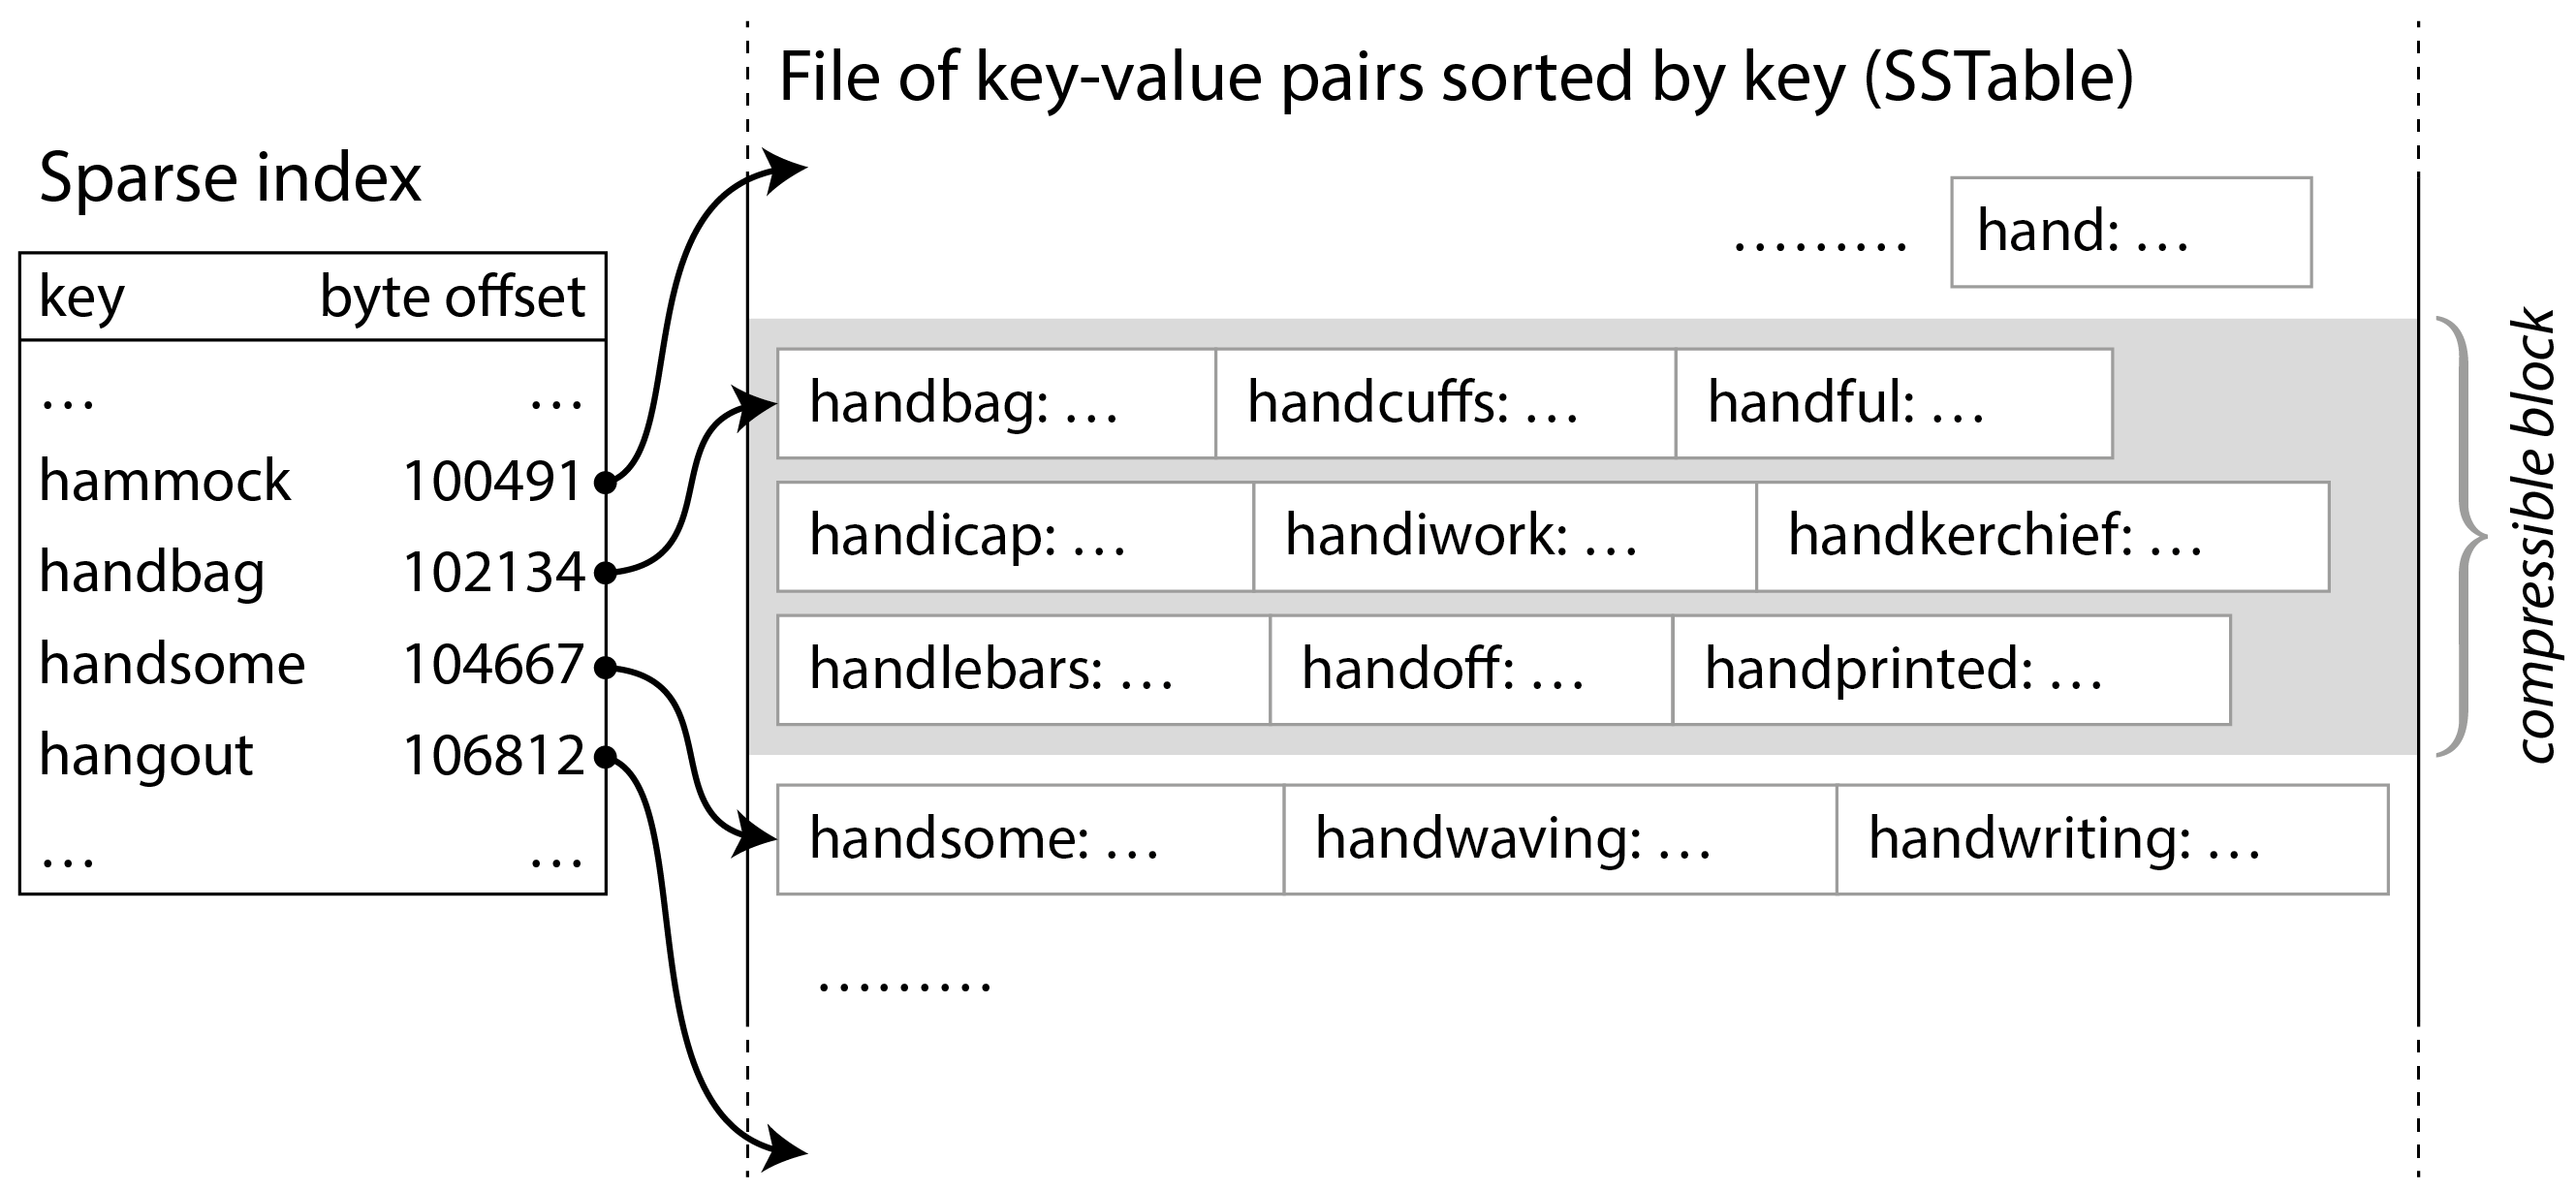 File of key-value pairs sorted by key (SSTable)
Sparse index
key byte offset
… …
hammock 100491
handbag 102134
handsome 104667
hangout 106812
… …
……… hand: …
handbag: … handcuffs: … handful: …
handicap: … handiwork: … handkerchief: …
handlebars: … handoff: … handprinted: …
handsome: … handwaving: … handwriting: …
………
compressible block